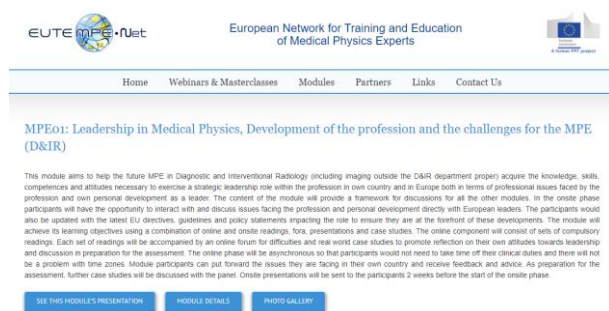 EUTEMPE•Net
European Network for Training and Education
of Medical Physics Experts
Home Webinars & Masterclasses Modules Partners Links Contact Us
MPE01: Leadership in Medical Physics, Development of the profession and the challenges for the MPE
(D&IR)
This module aims to help the future MPE in Diagnostic and Interventional Radiology (including imaging outside the D&IR department proper) acquire the knowledge, skills,
competences and attitudes necessary to exercise a strategic leadership role within the profession in own country and in Europe both in terms of professional issues faced by the
profession and own personal development as a leader. The content of the module will provide a framework for discussions for all the other modules. In the onsite phase
participants will have the opportunity to interact with and discuss issues facing the profession and personal development directly with European leaders. The participants would
also be updated with the latest EU directives, guidelines and policy statements impacting the role to ensure they are at the forefront of these developments. The module will
achieve its learning objectives using a combination of online and onsite readings, fora, presentations and case studies. The online component will consist of sets of compulsory
readings. Each set of readings will be accompanied by an online forum for difficulties and real world case studies to promote reflection on their own attitudes towards leadership
and discussion in preparation for the assessment. The online phase will be asynchronous so that participants would not need to take time off their clinical duties and there will not
be a problem with time zones. Module participants can put forward the issues they are facing in their own country and receive feedback and advice. As preparation for the
assessment, further case studies will be discussed with the panel. Onsite presentations will be sent to the participants 2 weeks before the start of the onsite phase.
SEE THIS MODULE'S PRESENTATION MODULE DETAILS PHOTO GALLERY